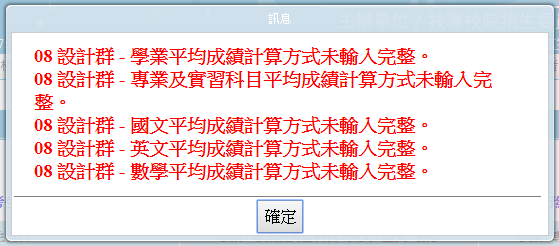 訊息
08 設計群 - 學業平均成績計算方式未輸入完整。
08 設計群 - 專業及實習科目平均成績計算方式未輸入完
整。
08 設計群 - 國文平均成績計算方式未輸入完整。
08 設計群 - 英文平均成績計算方式未輸入完整。
08 設計群 - 數學平均成績計算方式未輸入完整。
確定